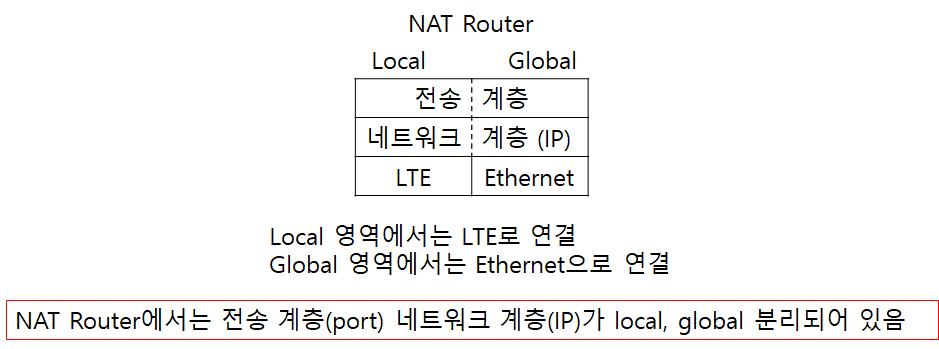 NAT Router
Local Global
전송 계층
네트워크 계층 (IP)
LTE Ethernet
Local 영역에서는 LTE로 연결
Global 영역에서는 Ethernet으로 연결
NAT Router에서는 전송 계층(port) 네트워크 계층(IP)가 local, global 분리되어 있음